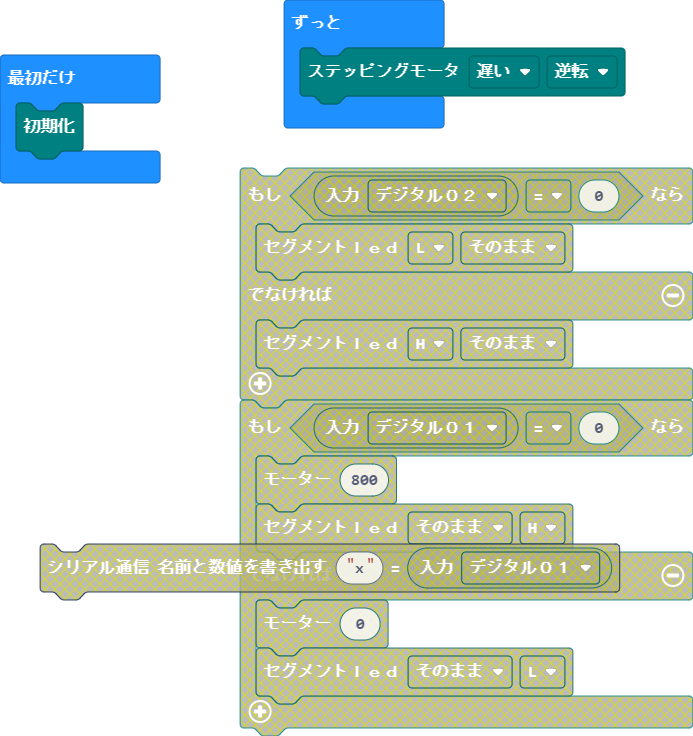 ずっと
ステッピングモータ 遅い 逆転
最初だけ
初期化
もし 入力 デジタル０２ = 0 なら
セグメントｌｅｄ L そのまま
でなければ
セグメントｌｅｄ H そのまま
もし 入力 デジタル０１ = 0 なら
モーター 800
セグメントｌｅｄ そのまま H
シリアル通信 名前と数値を書き出す "x" = 入力 デジタル０１
モーター 0
セグメントｌｅｄ そのまま L